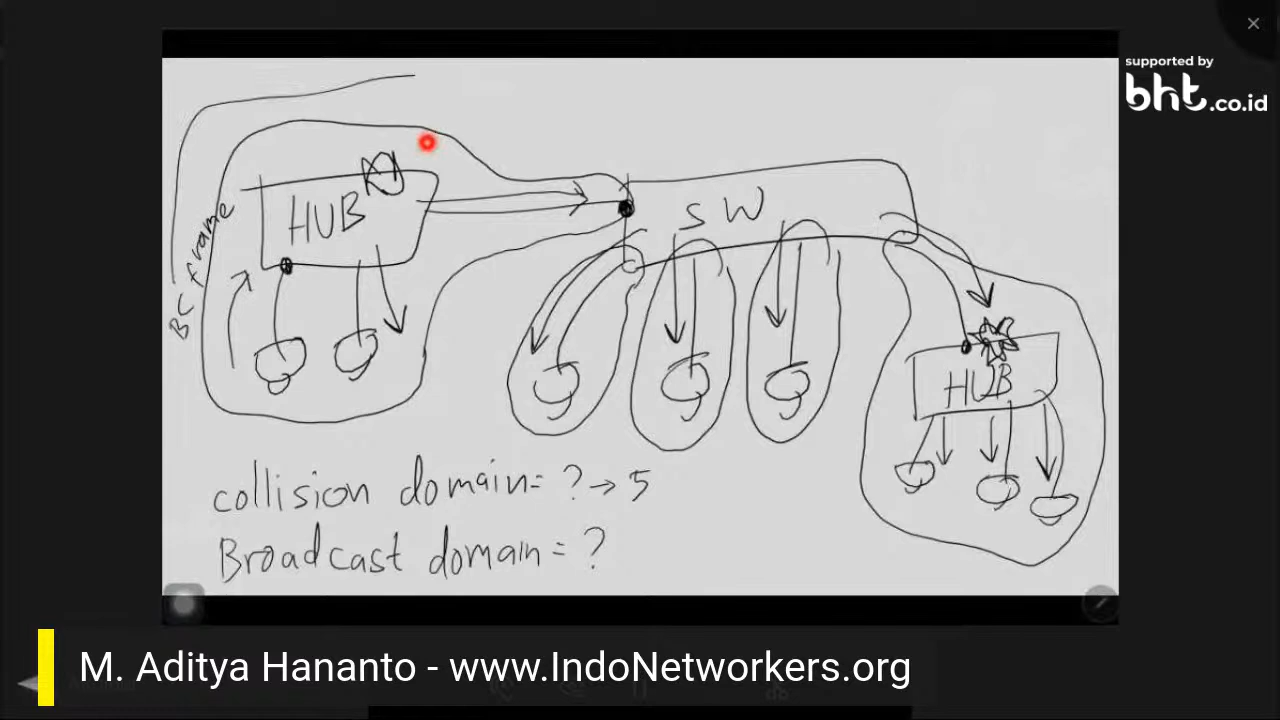 supported by
bht.co.id
HUB
SW
BC frame
HUB
collision domain= ? → 5
Broadcast domain = ?
M. Aditya Hananto - www.IndoNetworkers.org